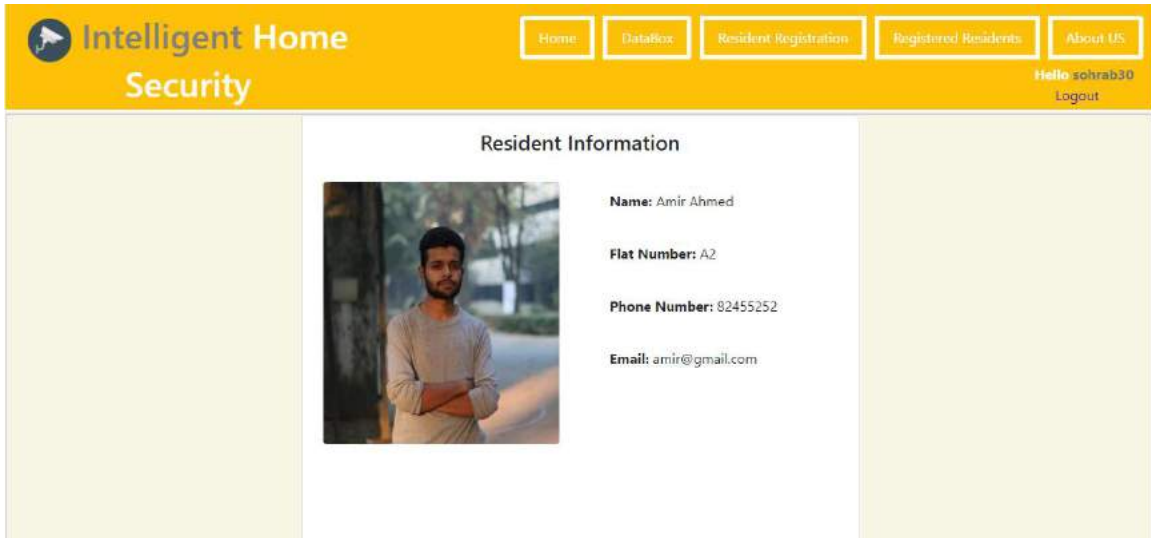 Intelligent Home
Security
Home DataBox Resident Registration Registered Residents About US
Hello sohrab30
Logout
Resident Information
Name: Amir Ahmed
Flat Number: A2
Phone Number: 82455252
Email: amir@gmail.com